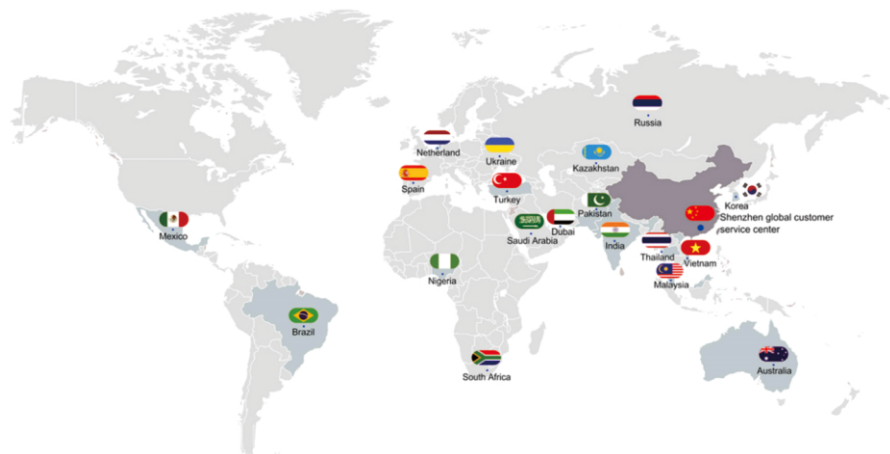 Russia
Netherland
Ukraine
Kazakhstan
Spain
Turkey
Pakistan
Korea
Shenzhen global customer
service center
Mexico
Saudi Arabia
Dubai
India
Thailand
Vietnam
Nigeria
Malaysia
Brazil
South Africa
Australia